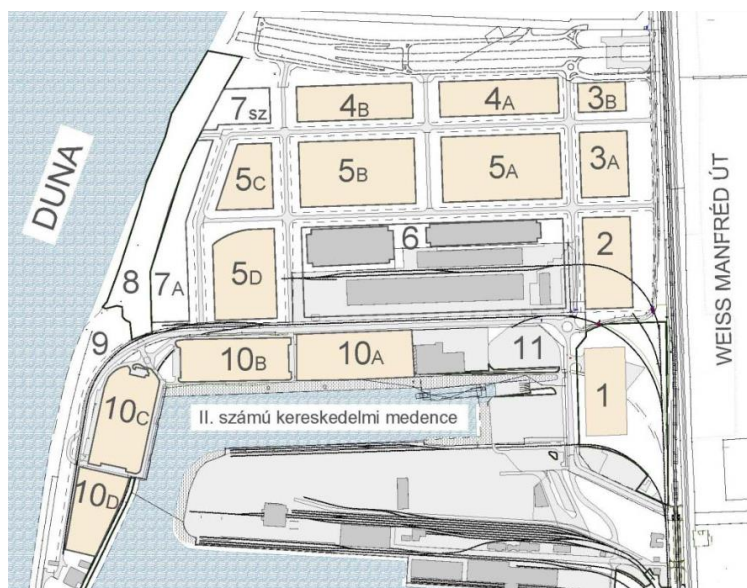 7sz
4B
4A
3B
5C
5B
5A
3A
DUNA
6
2
8
7A
5D
9
10B
10A
11
10C
1
10D
II. számú kereskedelmi medence
WEISS MANFRÉD ÚT